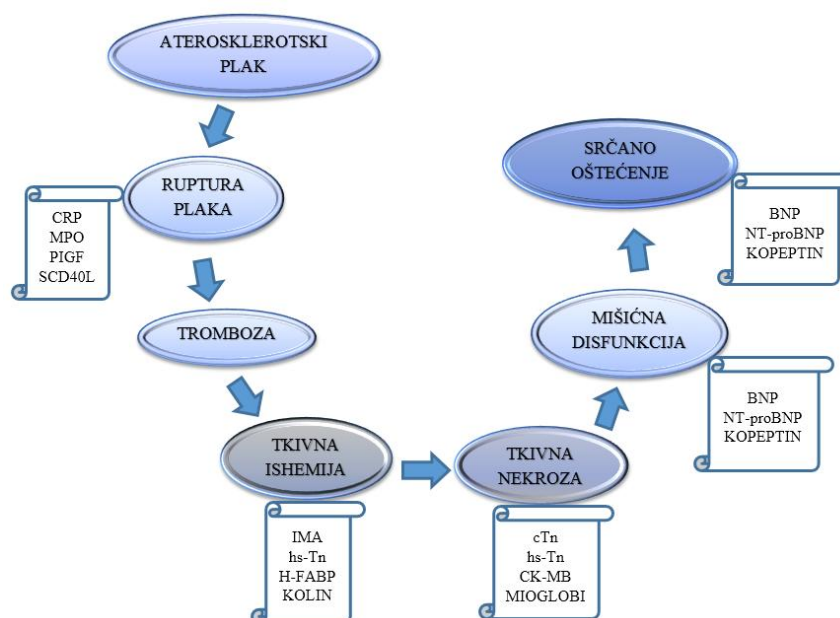 ATEROSKLEROTSKI
PLAK
RUPTURA
PLAKA
CRP
MPO
PIGF
SCD40L
TROMBOZA
TKIVNA
ISHEMIJA
IMA
hs-Tn
H-FABP
KOLIN
TKIVNA
NEKROZA
cTn
hs-Tn
CK-MB
MIOGLOBI
MIŠIĆNA
DISFUNKCIJA
BNP
NT-proBNP
KOPEPTIN
SRČANO
OŠTEĆENJE
BNP
NT-proBNP
KOPEPTIN